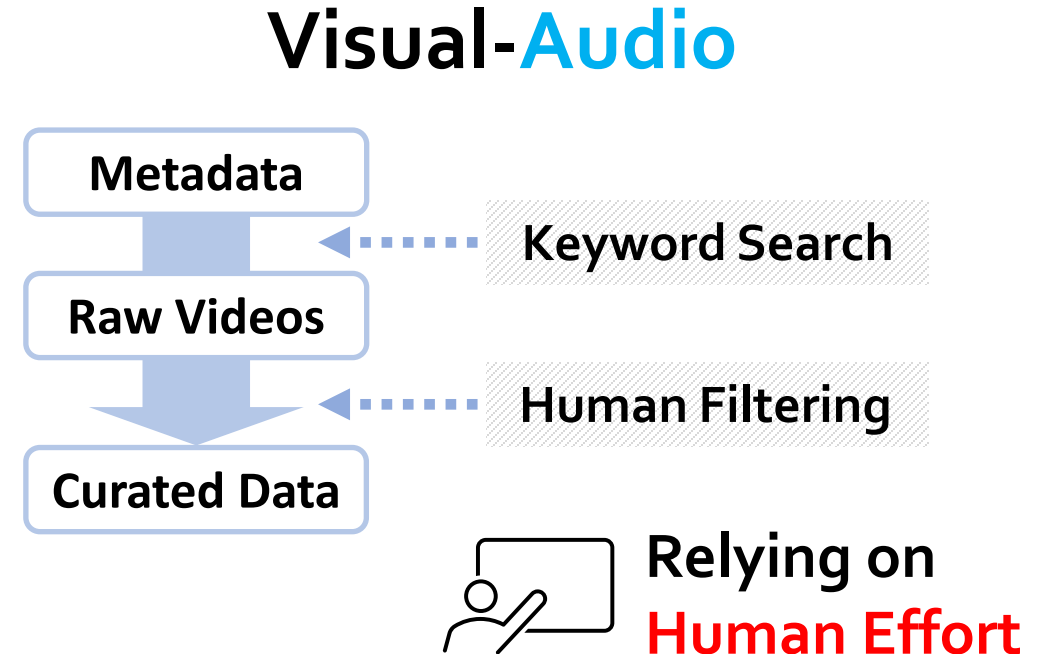 Visual-Audio
Metadata
Keyword Search
Raw Videos
Human Filtering
Curated Data
Relying on
Human Effort